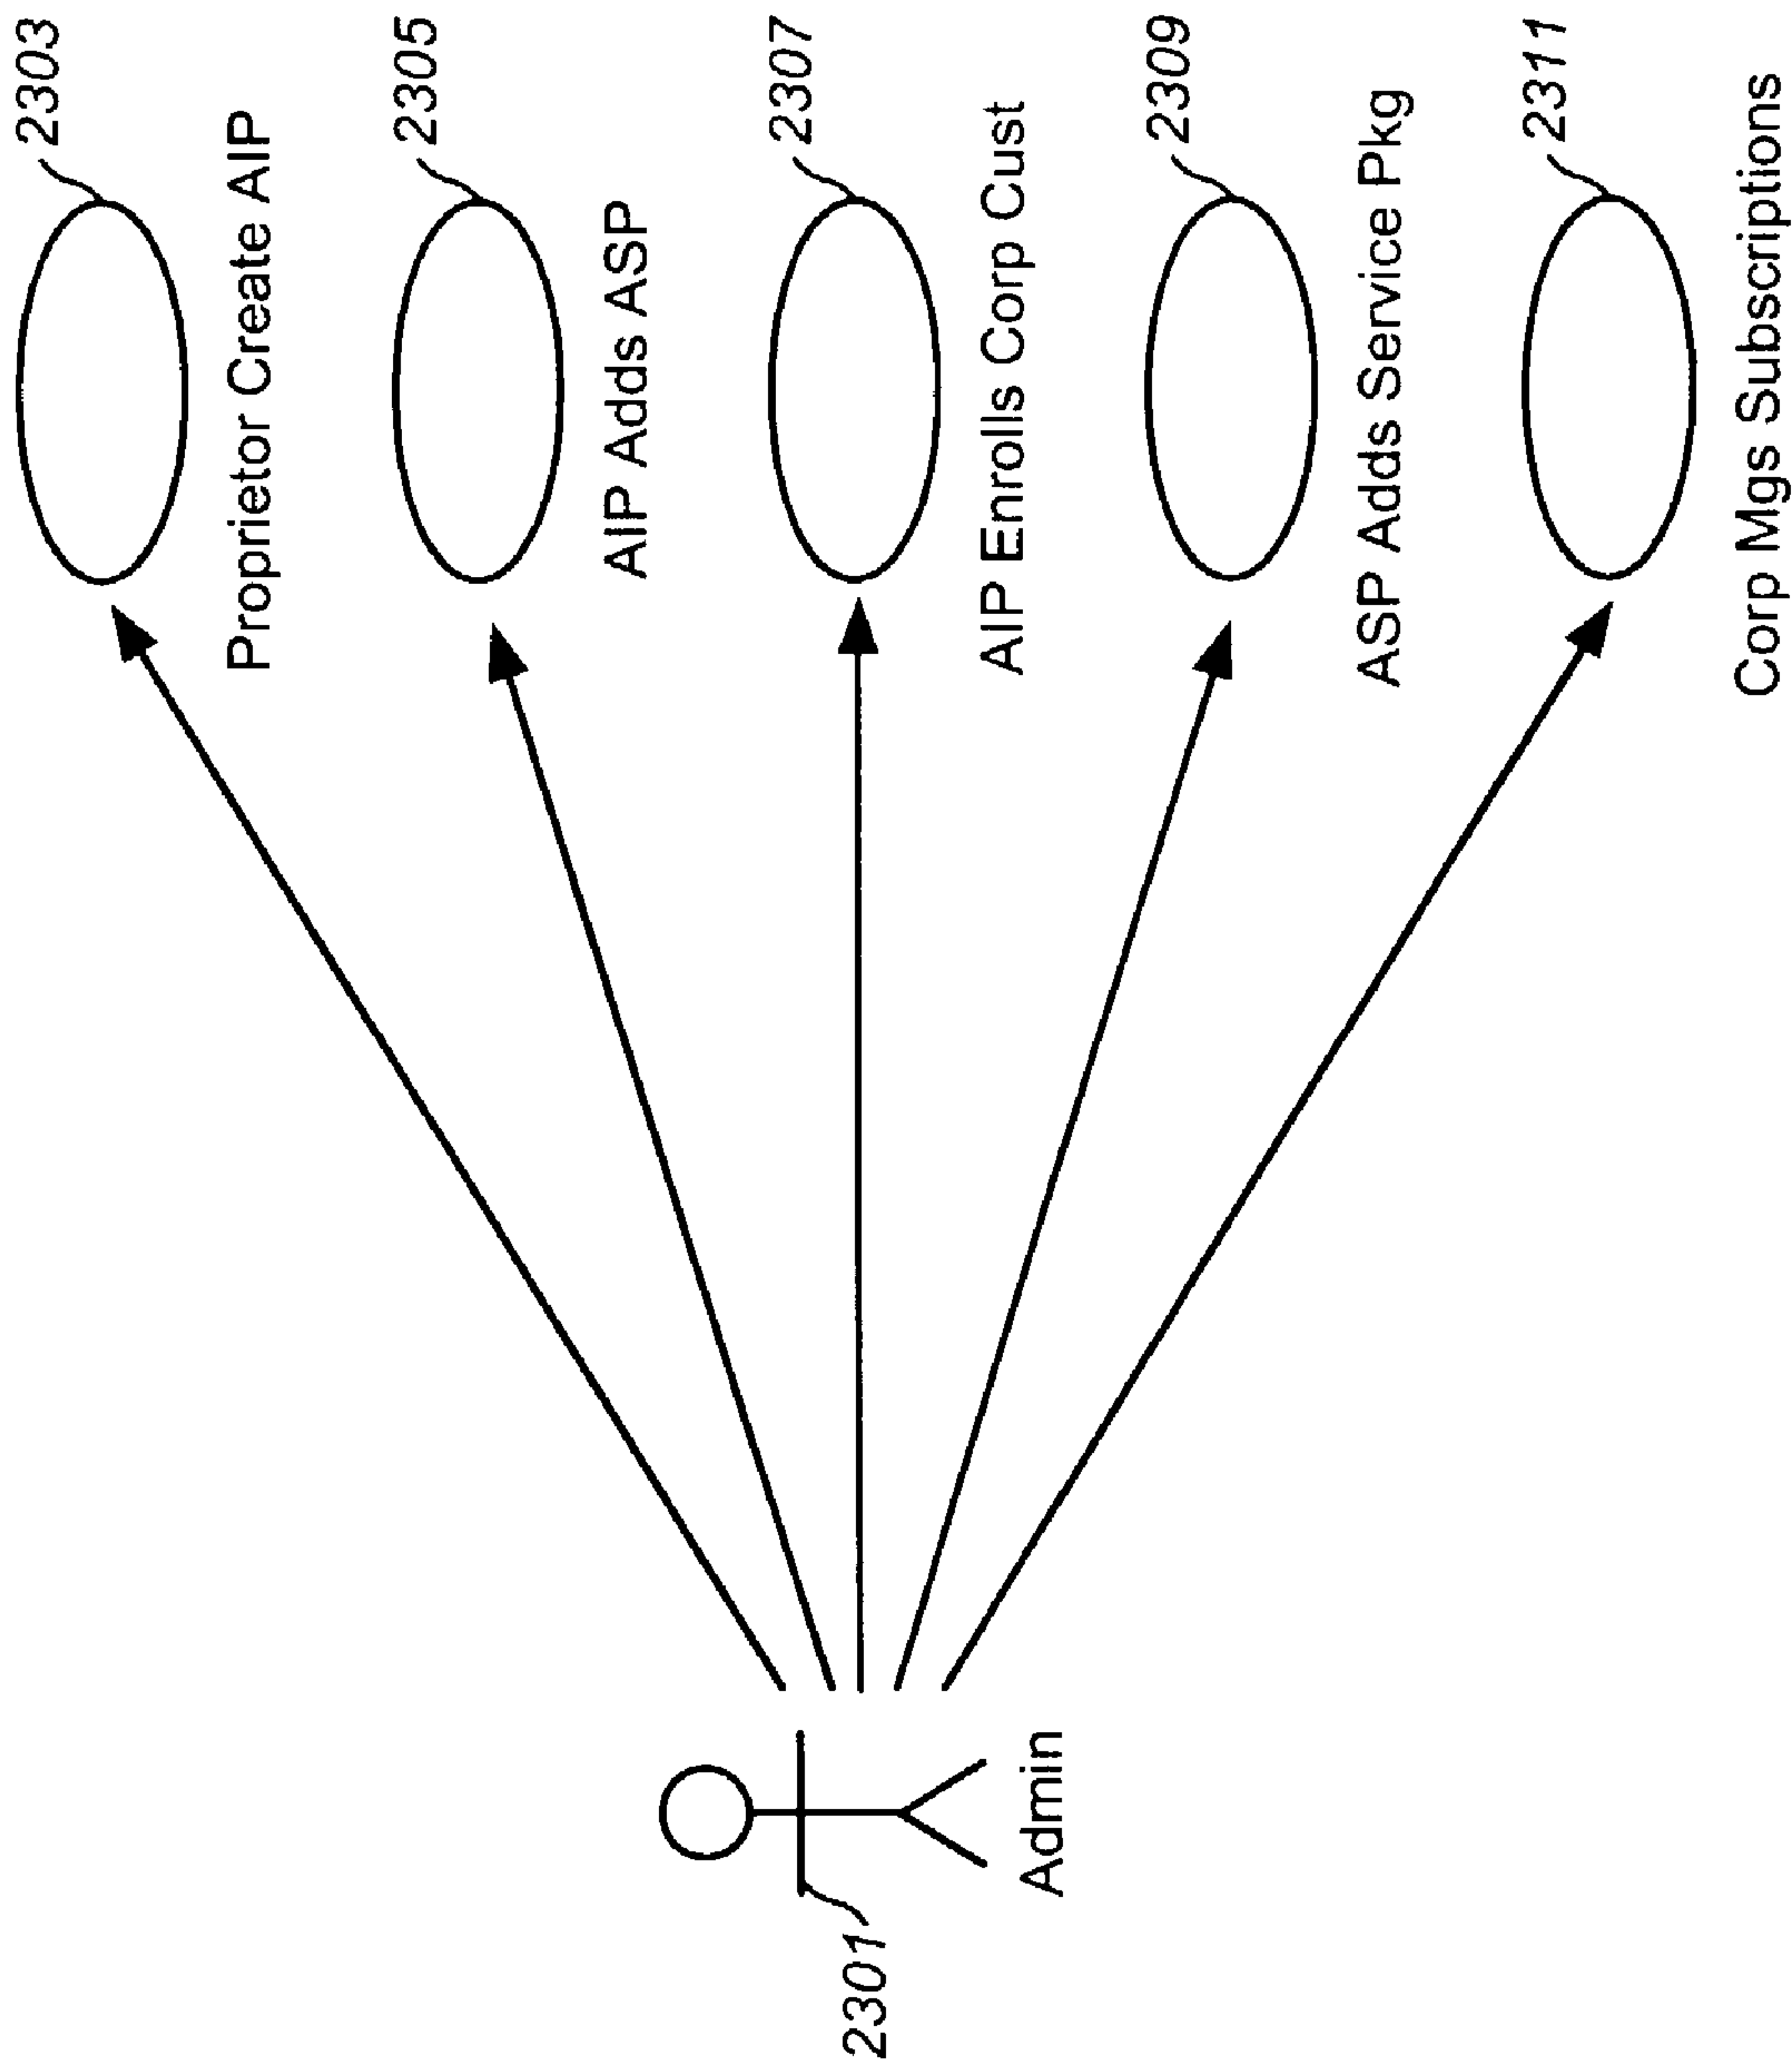 2303
Proprietor Create AIP
2305
AIP Adds ASP
2307
AIP Enrolls Corp Cust
2301
Admin
2309
ASP Adds Service Pkg
2311
Corp Mgs Subscriptions